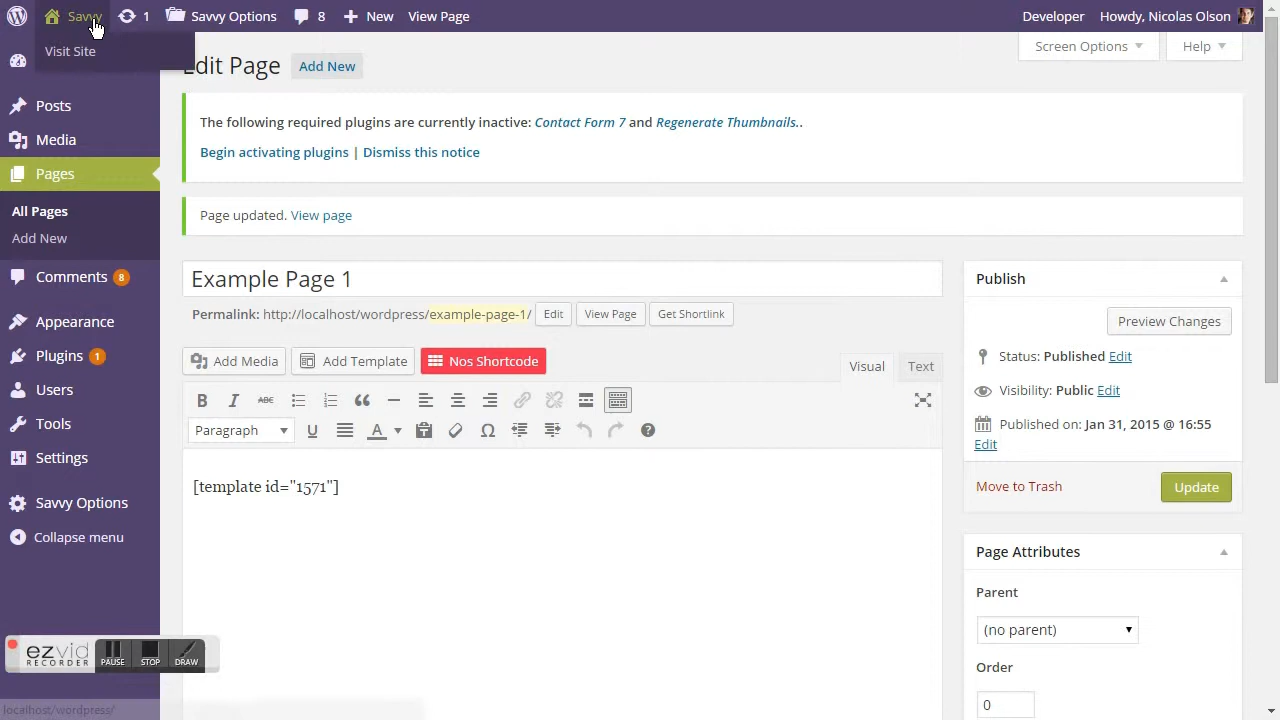 Savvy 1 Savvy Options 8 New View Page Developer Howdy, Nicolas Olson
Visit Site
Screen Options Help
Edit Page Add New
Posts
Media
Pages
All Pages
Add New
Comments 8
Appearance
Plugins 1
Users
Tools
Settings
Savvy Options
Collapse menu
The following required plugins are currently inactive: Contact Form 7 and Regenerate Thumbnails..
Begin activating plugins | Dismiss this notice
Page updated. View page
Example Page 1
Permalink: http://localhost/wordpress/example-page-1/ Edit View Page Get Shortlink
Add Media Add Template Nos Shortcode Visual Text
B I ABC
Paragraph U A Ω
[template id="1571"]
Publish
Preview Changes
Status: Published Edit
Visibility: Public Edit
Published on: Jan 31, 2015 @ 16:55
Edit
Move to Trash Update
Page Attributes
Parent
(no parent)
Order
0
ezvid
RECORDER PAUSE STOP DRAW
localhost/wordpress/